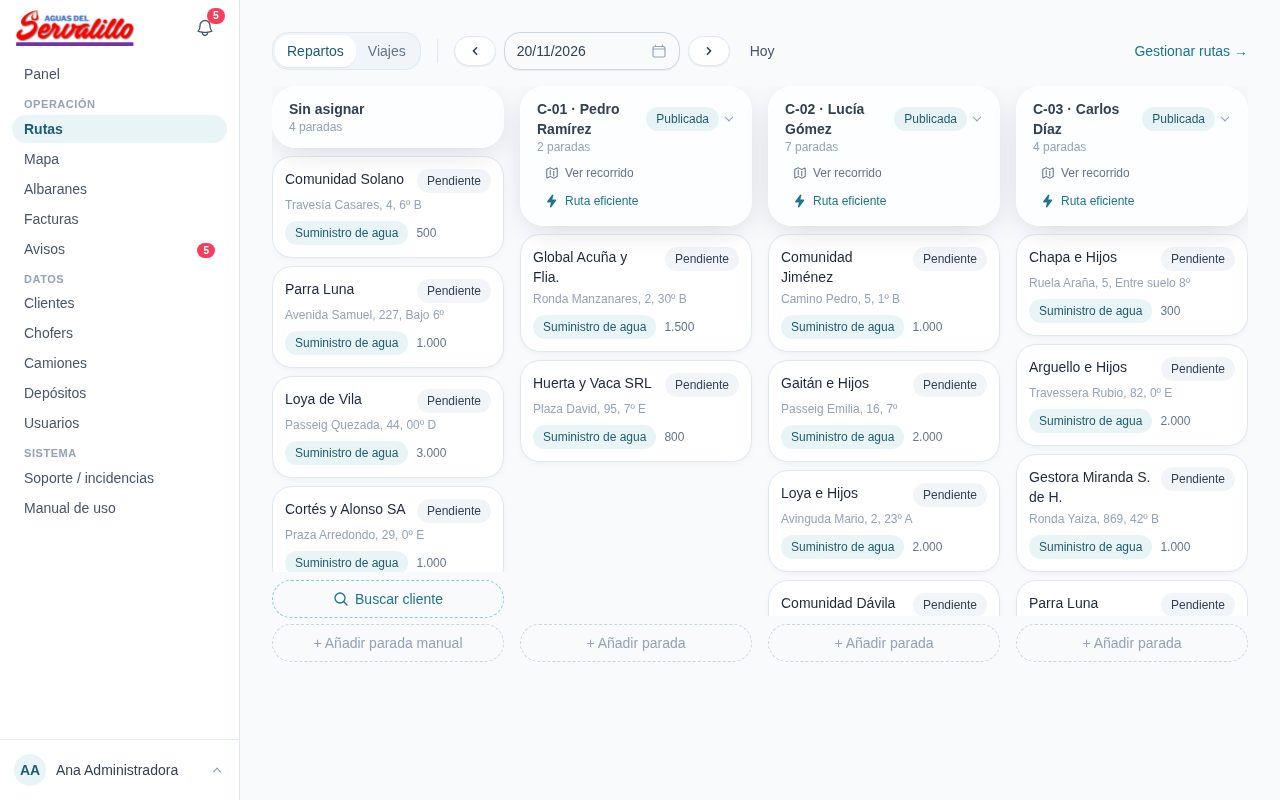 AGUAS DEL
Servalillo
5
Panel
OPERACIÓN
Rutas
Mapa
Albaranes
Facturas
Avisos 5
DATOS
Clientes
Chofers
Camiones
Depósitos
Usuarios
SISTEMA
Soporte / incidencias
Manual de uso
AA Ana Administradora
Repartos Viajes 20/11/2026 Hoy Gestionar rutas →
Sin asignar
4 paradas
Comunidad Solano Pendiente
Travesía Casares, 4, 6º B
Suministro de agua 500
Parra Luna Pendiente
Avenida Samuel, 227, Bajo 6º
Suministro de agua 1.000
Loya de Vila Pendiente
Passeig Quezada, 44, 00º D
Suministro de agua 3.000
Cortés y Alonso SA Pendiente
Praza Arredondo, 29, 0º E
Suministro de agua 1.000
Buscar cliente
+ Añadir parada manual
C-01 · Pedro
Ramírez
Publicada
2 paradas
Ver recorrido
Ruta eficiente
Global Acuña y
Flia.
Pendiente
Ronda Manzanares, 2, 30º B
Suministro de agua 1.500
Huerta y Vaca SRL Pendiente
Plaza David, 95, 7º E
Suministro de agua 800
+ Añadir parada
C-02 · Lucía
Gómez
Publicada
7 paradas
Ver recorrido
Ruta eficiente
Comunidad
Jiménez
Pendiente
Camino Pedro, 5, 1º B
Suministro de agua 1.000
Gaitán e Hijos Pendiente
Passeig Emilia, 16, 7º
Suministro de agua 2.000
Loya e Hijos Pendiente
Avinguda Mario, 2, 23º A
Suministro de agua 2.000
Comunidad Dávila Pendiente
+ Añadir parada
C-03 · Carlos
Díaz
Publicada
4 paradas
Ver recorrido
Ruta eficiente
Chapa e Hijos Pendiente
Ruela Araña, 5, Entre suelo 8º
Suministro de agua 300
Arguello e Hijos Pendiente
Travessera Rubio, 82, 0º E
Suministro de agua 2.000
Gestora Miranda S.
de H.
Pendiente
Ronda Yaiza, 869, 42º B
Suministro de agua 1.000
Parra Luna Pendiente
+ Añadir parada